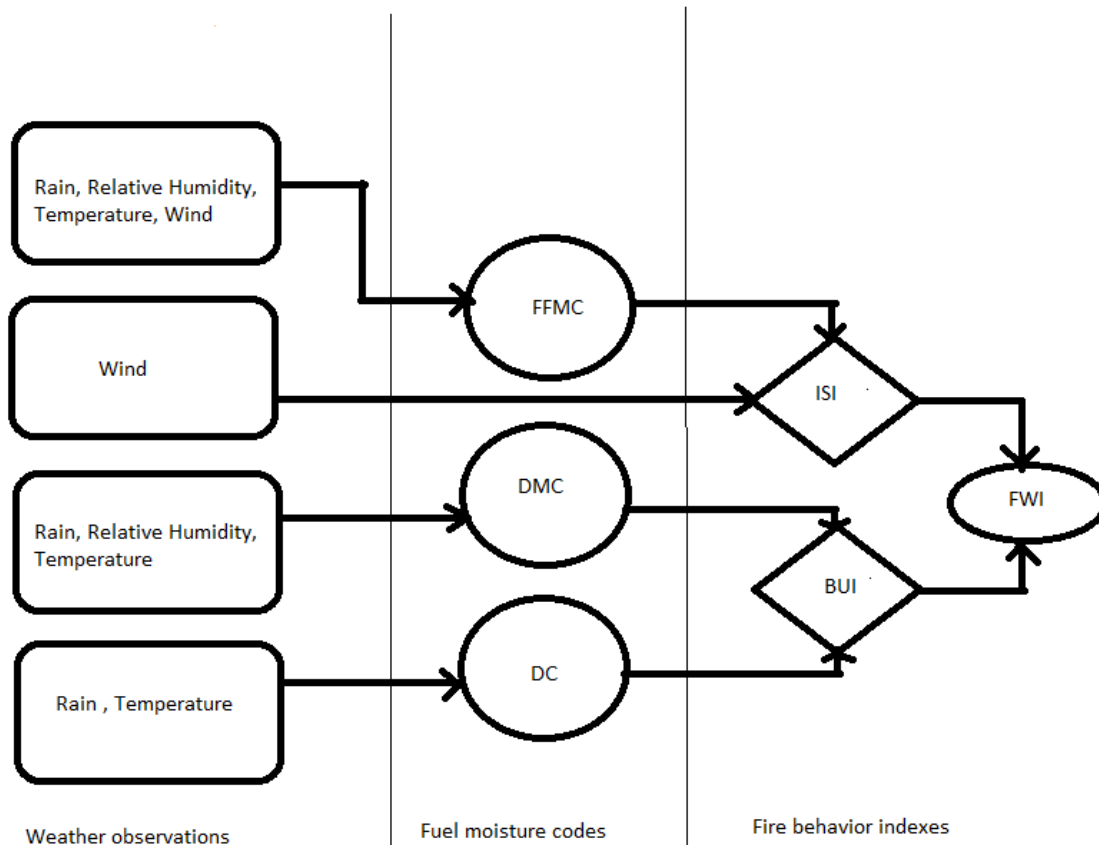 Rain, Relative Humidity,
Temperature, Wind
FFMC
Wind
ISI
DMC
FWI
Rain, Relative Humidity,
Temperature
BUI
DC
Rain , Temperature
Weather observations
Fuel moisture codes
Fire behavior indexes